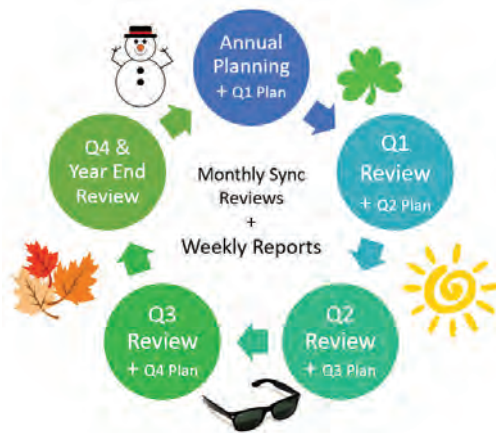 Annual
Planning
+ Q1 Plan
Q1
Review
+ Q2 Plan
Q2
Review
+ Q3 Plan
Q3
Review
+ Q4 Plan
Q4 &
Year End
Review
Monthly Sync
Reviews
+
Weekly Reports